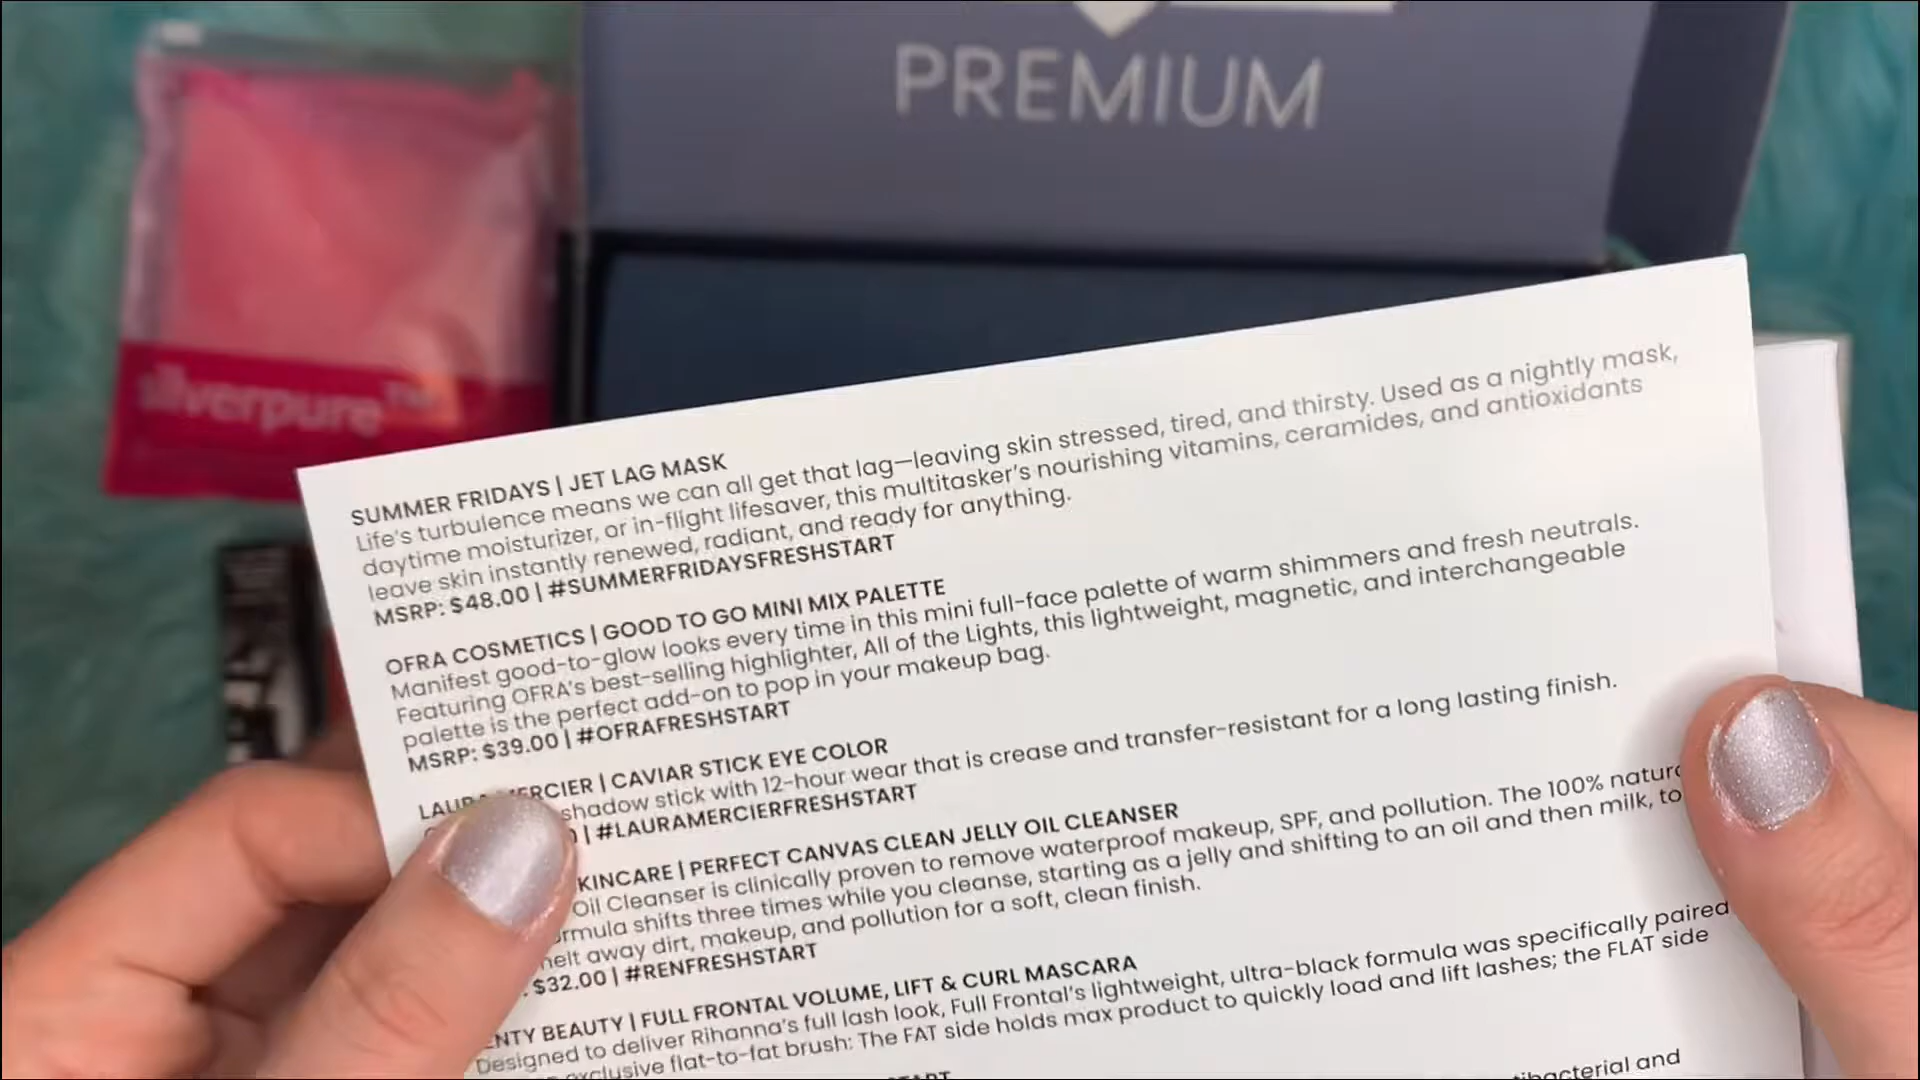 PREMIUM
silverpure™
SUMMER FRIDAYS | JET LAG MASK
Life's turbulence means we can all get that lag—leaving skin stressed, tired, and thirsty. Used as a nightly mask,
daytime moisturizer, or in-flight lifesaver, this multitasker's nourishing vitamins, ceramides, and antioxidants
leave skin instantly renewed, radiant, and ready for anything.
MSRP: $48.00 | #SUMMERFRIDAYSFRESHSTART
OFRA COSMETICS | GOOD TO GO MINI MIX PALETTE
Manifest good-to-glow looks every time in this mini full-face palette of warm shimmers and fresh neutrals.
Featuring OFRA's best-selling highlighter, All of the Lights, this lightweight, magnetic, and interchangeable
palette is the perfect add-on to pop in your makeup bag.
MSRP: $39.00 | #OFRAFRESHSTART
LAURA MERCIER | CAVIAR STICK EYE COLOR
shadow stick with 12-hour wear that is crease and transfer-resistant for a long lasting finish.
| #LAURAMERCIERFRESHSTART
KINCARE | PERFECT CANVAS CLEAN JELLY OIL CLEANSER
Oil Cleanser is clinically proven to remove waterproof makeup, SPF, and pollution. The 100% natura
ormula shifts three times while you cleanse, starting as a jelly and shifting to an oil and then milk, to
melt away dirt, makeup, and pollution for a soft, clean finish.
: $32.00 | #RENFRESHSTART
ENTY BEAUTY | FULL FRONTAL VOLUME, LIFT & CURL MASCARA
Designed to deliver Rihanna's full lash look, Full Frontal's lightweight, ultra-black formula was specifically paired
exclusive flat-to-fat brush: The FAT side holds max product to quickly load and lift lashes; the FLAT side
START
tibacterial and